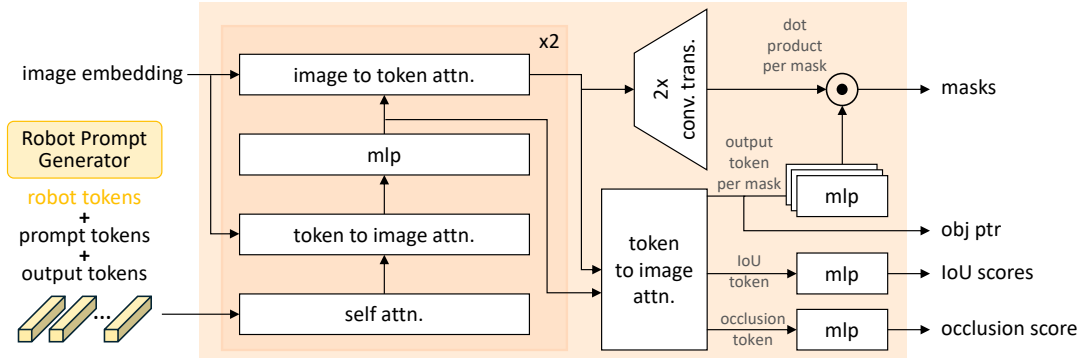 image embedding
Robot Prompt
Generator
robot tokens
+
prompt tokens
+
output tokens
...
x2
image to token attn.
mlp
token to image attn.
self attn.
2x
conv. trans.
dot
product
per mask
masks
output
token
per mask
mlp
obj ptr
token
to image
attn.
IoU
token
mlp
IoU scores
occlusion
token
mlp
occlusion score